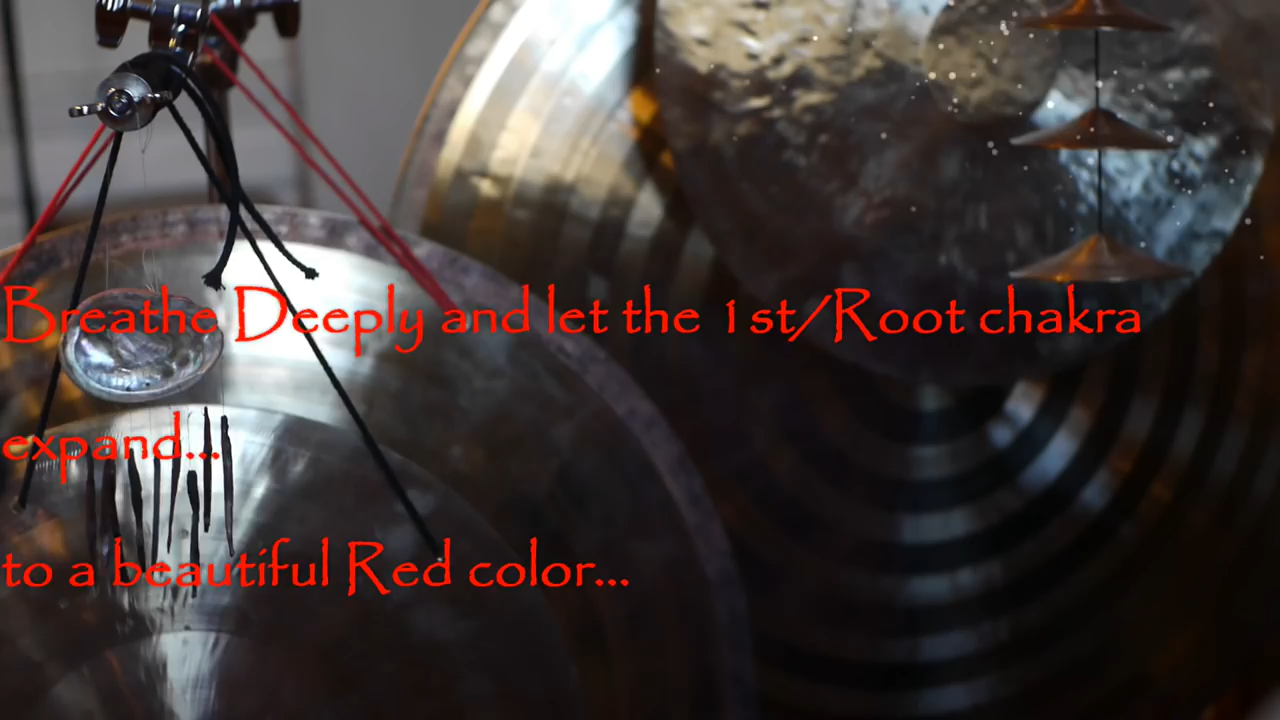 Breathe Deeply and let the 1st/Root chakra
expand...
to a beautiful Red color...